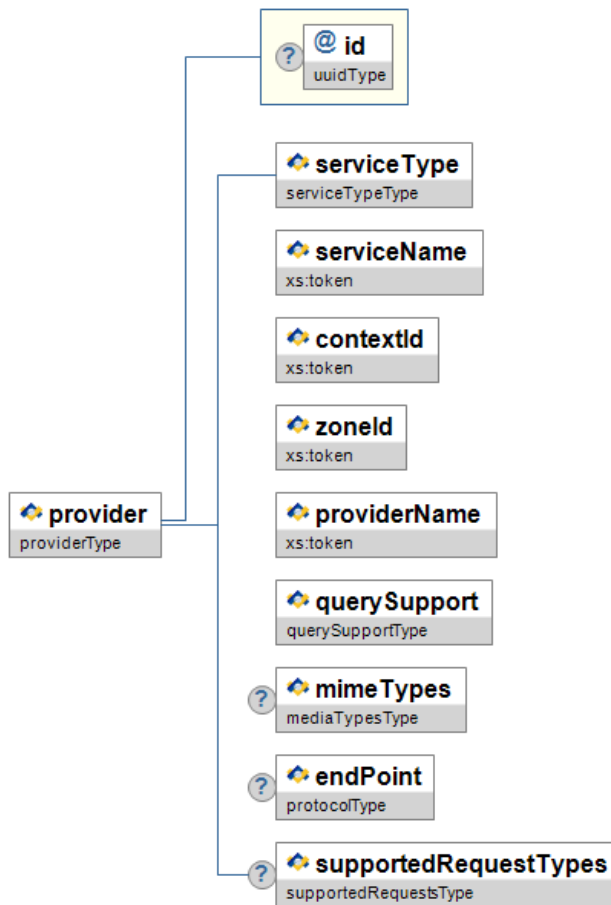 @ id
?
uuidType
serviceType
serviceTypeType
serviceName
xs:token
contextId
xs:token
zoneId
xs:token
provider
providerType
providerName
xs:token
querySupport
querySupportType
?
mimeTypes
mediaTypesType
?
endPoint
protocolType
?
supportedRequestTypes
supportedRequestsType